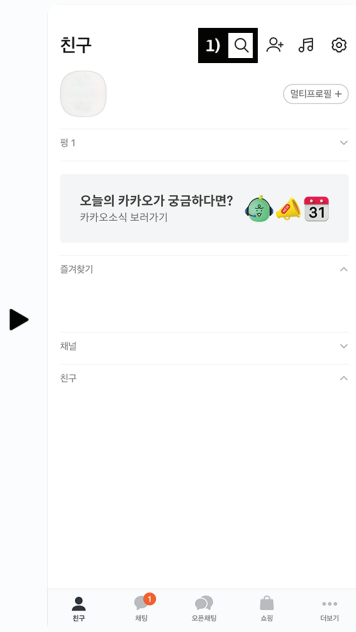 친구
1)
멀티프로필 +
펑 1
오늘의 카카오가 궁금하다면?
카카오소식 보러가기
31
즐겨찾기
채널
친구
1
친구
채팅
오픈채팅
쇼핑
더보기